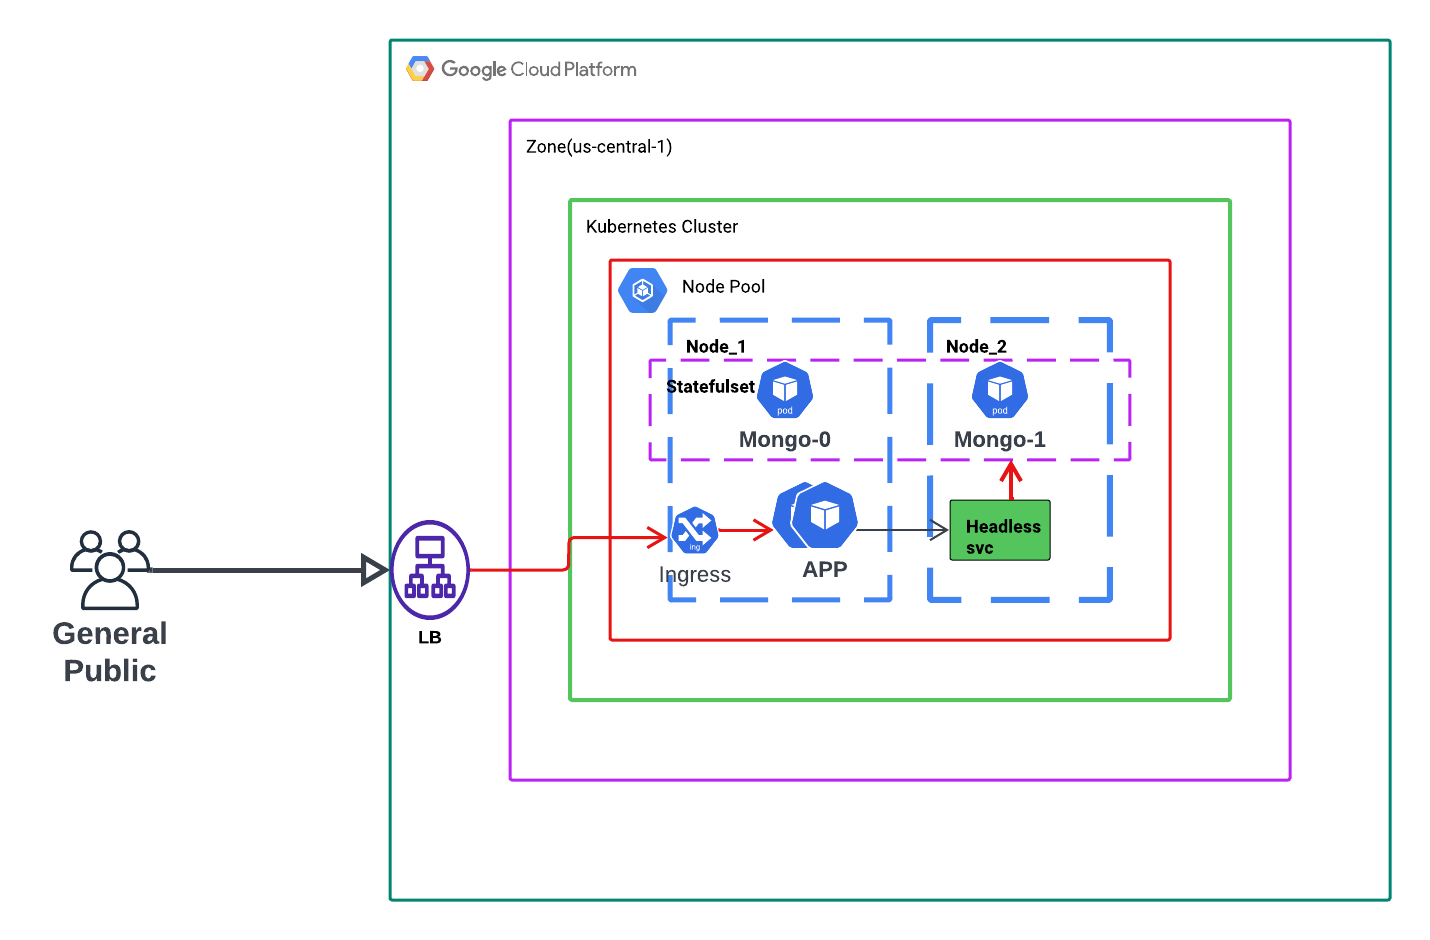 Google Cloud Platform
Zone(us-central-1)
Kubernetes Cluster
Node Pool
Node_1
Node_2
Statefulset
pod
pod
Mongo-0
Mongo-1
ing
Ingress
APP
Headless
svc
LB
General
Public